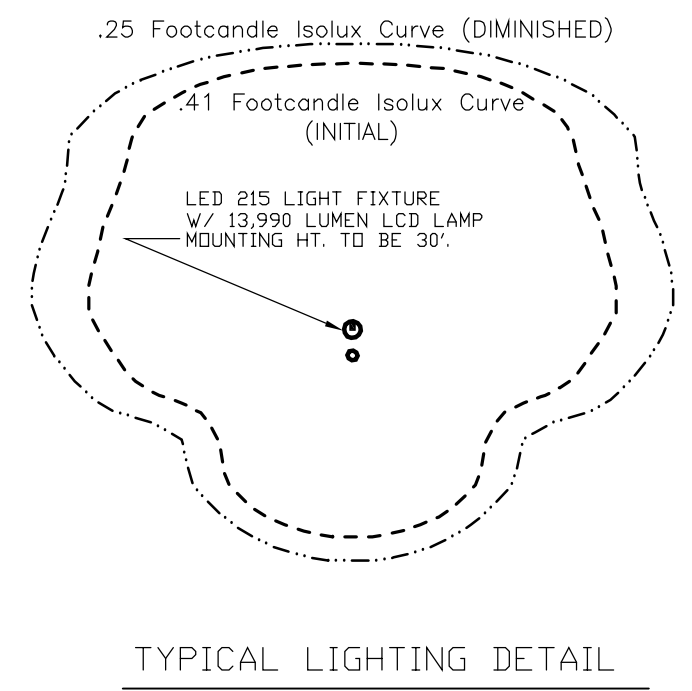 .25 Footcandle Isolux Curve (DIMINISHED)
.41 Footcandle Isolux Curve
(INITIAL)
LED 215 LIGHT FIXTURE
W/ 13,990 LUMEN LCD LAMP
MOUNTING HT. TO BE 30'.
TYPICAL LIGHTING DETAIL